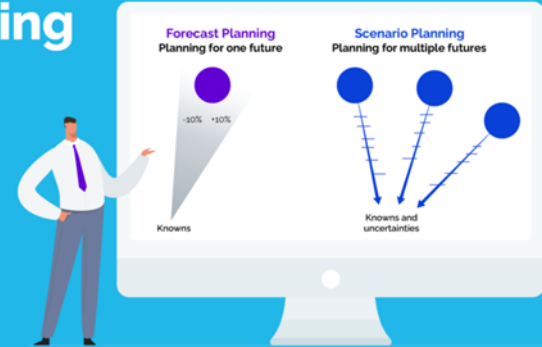 ing
Forecast Planning
Planning for one future
-10% +10%
Knowns
Scenario Planning
Planning for multiple futures
Knowns and
uncertainties